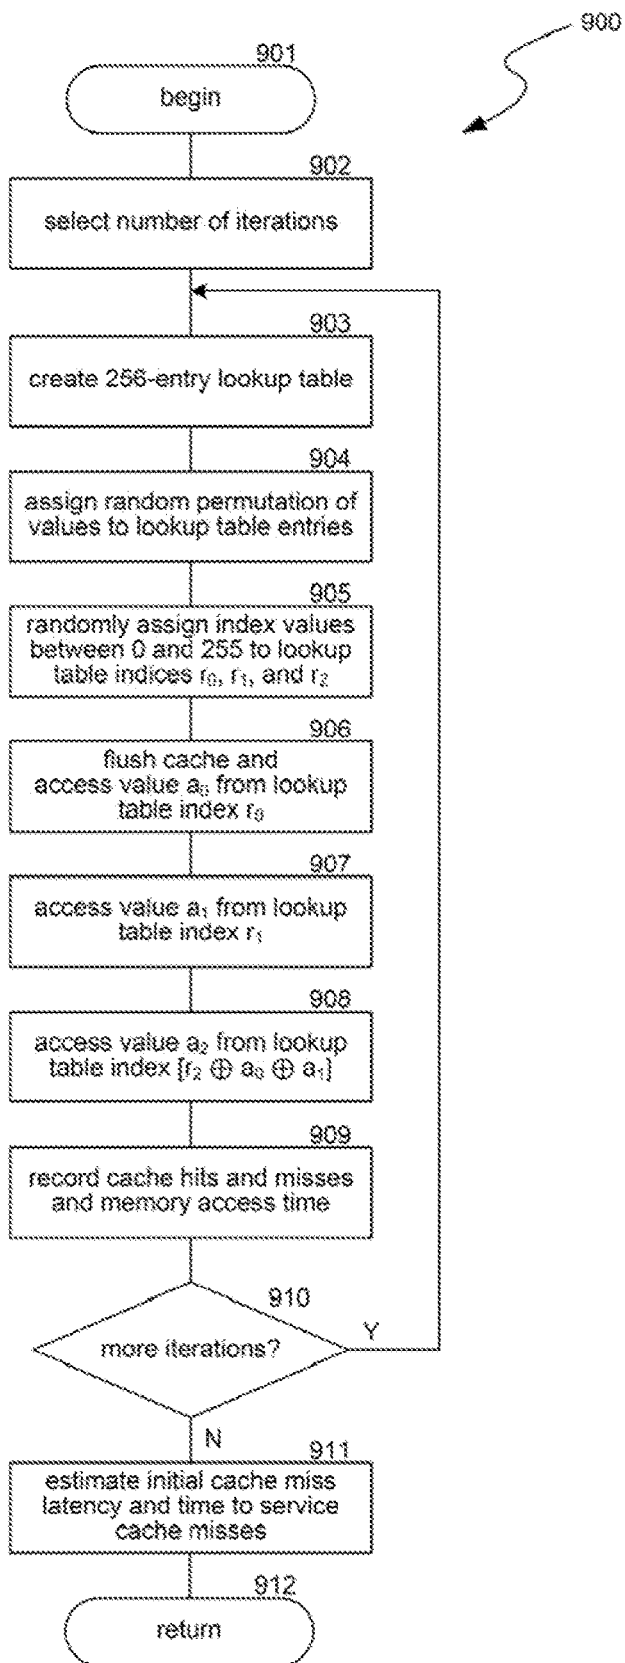 900
901
begin
902
select number of iterations
903
create 256-entry lookup table
904
assign random permutation of
values to lookup table entries
905
randomly assign index values
between 0 and 255 to lookup
table indices r₀, r₁, and r₂
906
flush cache and
access value a₀ from lookup
table index r₀
907
access value a₁ from lookup
table index r₁
908
access value a₂ from lookup
table index [r₂ ⊕ a₀ ⊕ a₁]
909
record cache hits and misses
and memory access time
910
more iterations?
Y
N
911
estimate initial cache miss
latency and time to service
cache misses
912
return